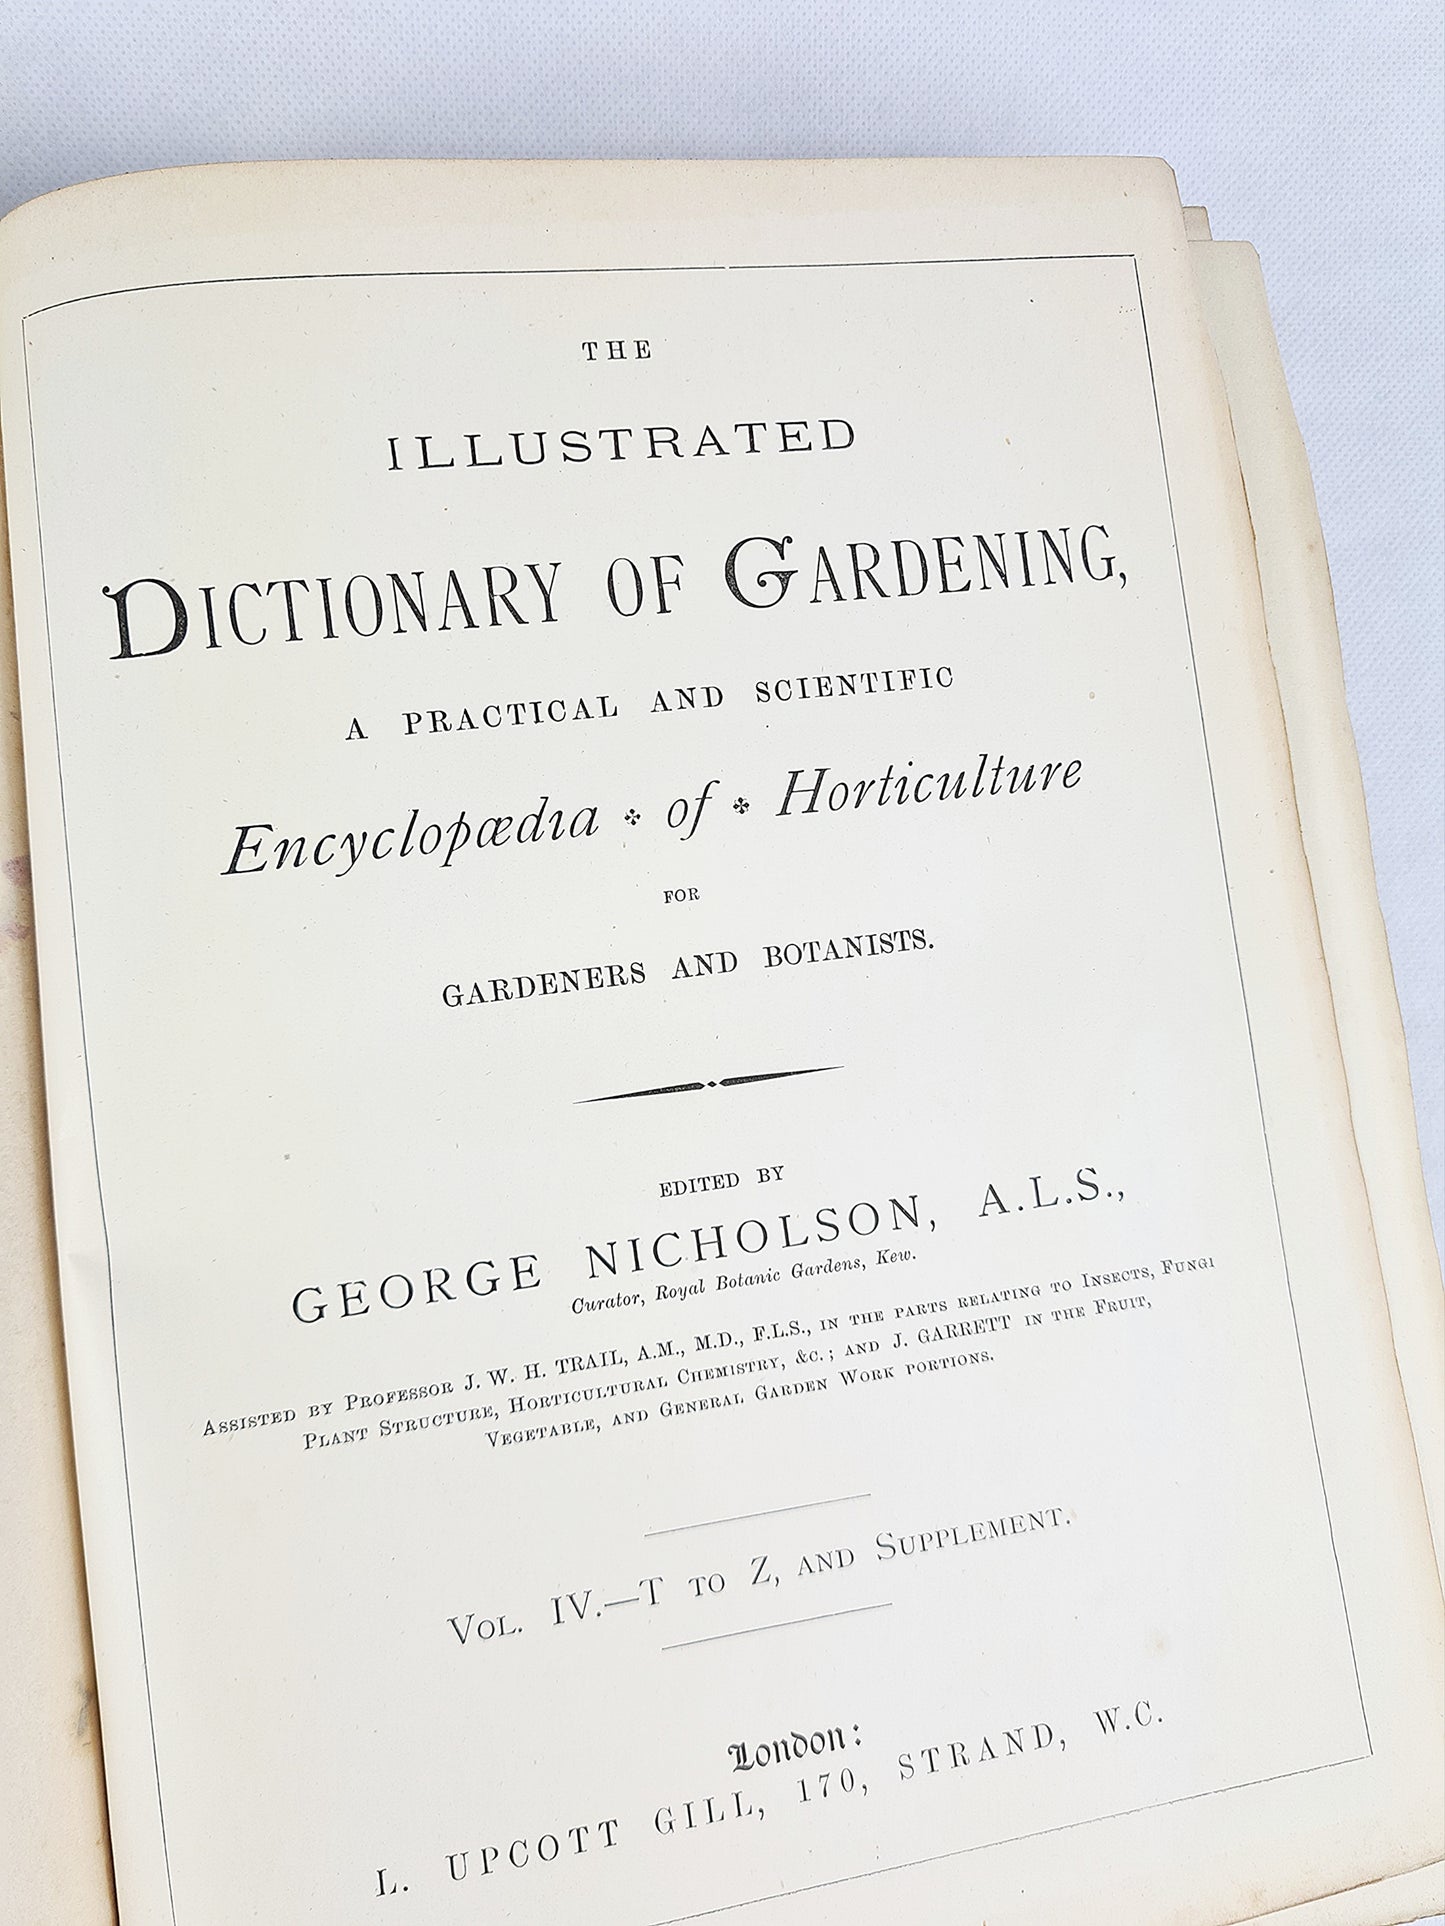 THE
ILLUSTRATED
DICTIONARY OF GARDENING,
A PRACTICAL AND SCIENTIFIC
Encyclopædia of Horticulture
FOR
GARDENERS AND BOTANISTS.
EDITED BY
GEORGE NICHOLSON, A.L.S.,
Curator, Royal Botanic Gardens, Kew.
ASSISTED BY PROFESSOR J. W. H. TRAIL, A.M., M.D., F.L.S., IN THE PARTS RELATING TO INSECTS, FUNGI
PLANT STRUCTURE, HORTICULTURAL CHEMISTRY, &C.; AND J. GARRETT IN THE FRUIT,
VEGETABLE, AND GENERAL GARDEN WORK PORTIONS.
VOL. IV.—T TO Z, AND SUPPLEMENT.
London:
L. UPCOTT GILL, 170, STRAND, W.C.